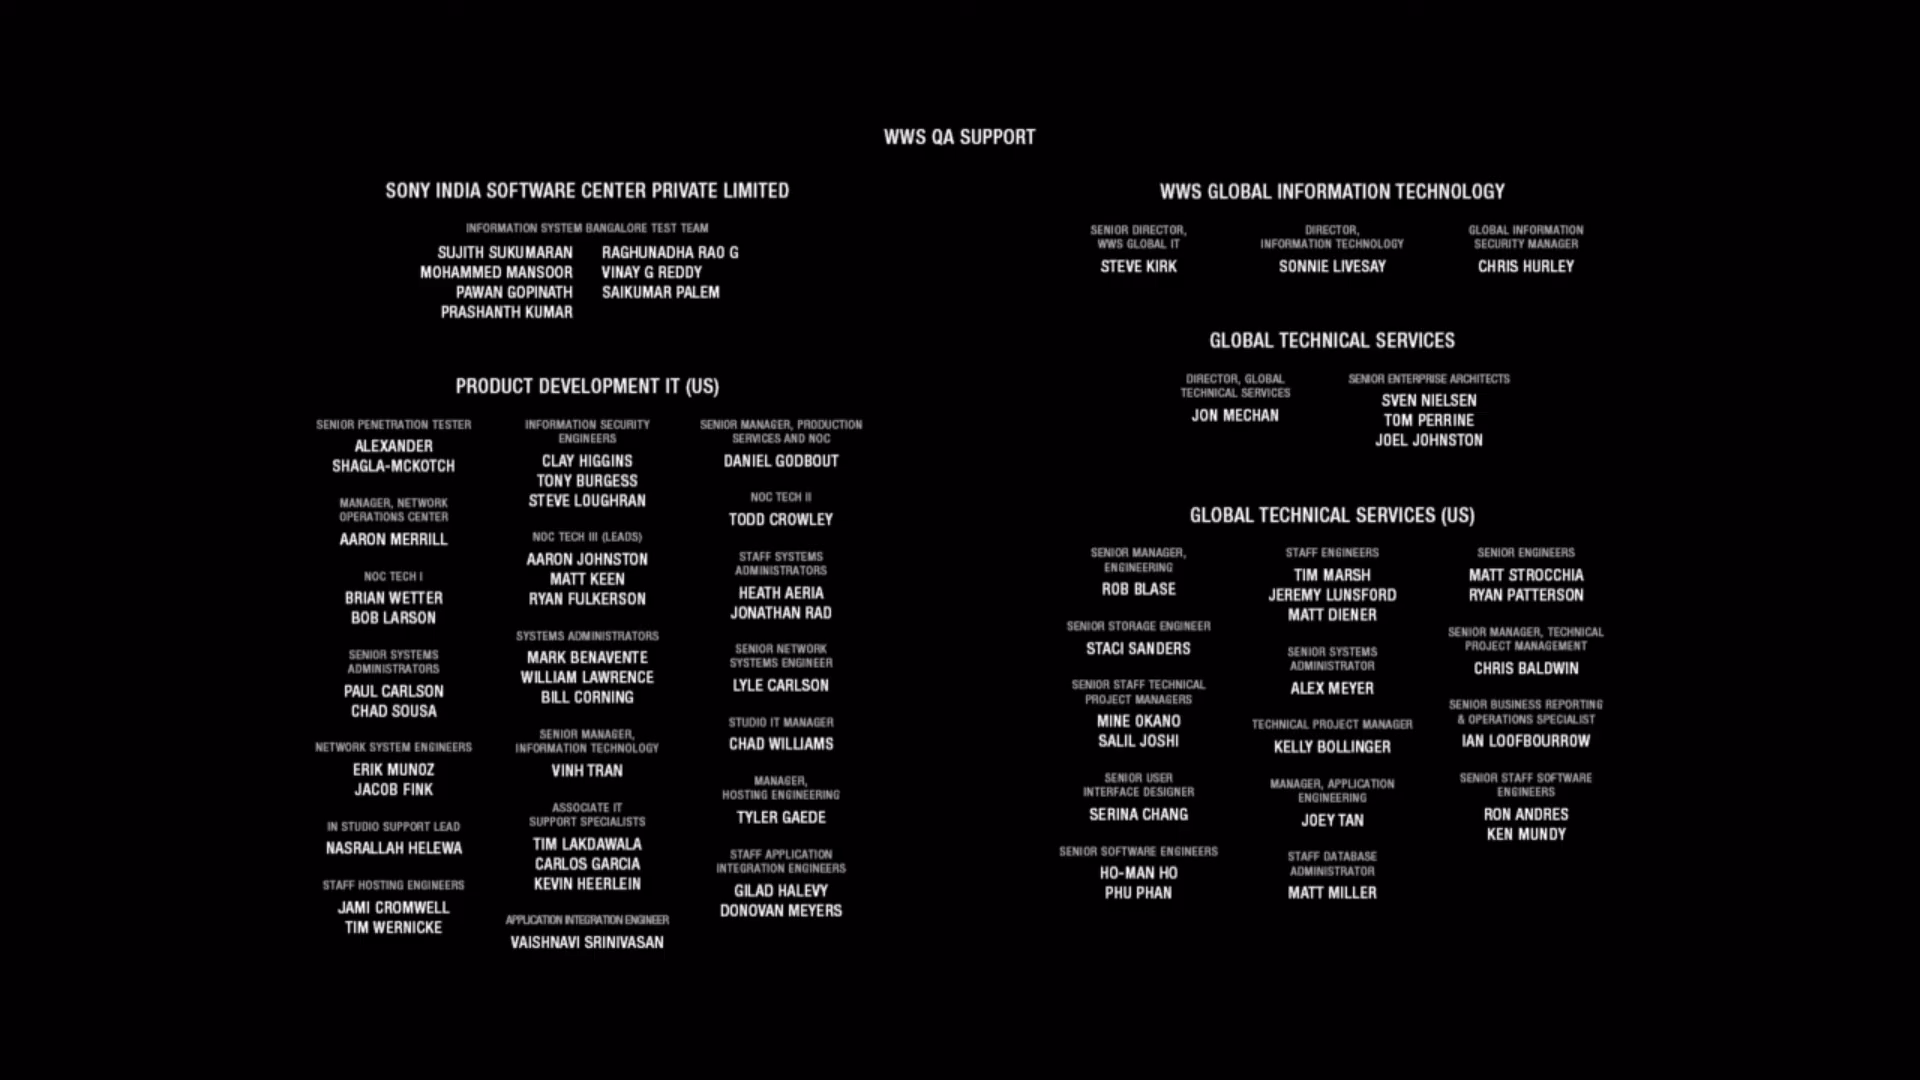 WWS QA SUPPORT
SONY INDIA SOFTWARE CENTER PRIVATE LIMITED
INFORMATION SYSTEM BANGALORE TEST TEAM
SUJITH SUKUMARAN
MOHAMMED MANSOOR
PAWAN GOPINATH
PRASHANTH KUMAR
RAGHUNADHA RAO G
VINAY G REDDY
SAIKUMAR PALEM
PRODUCT DEVELOPMENT IT (US)
SENIOR PENETRATION TESTER
ALEXANDER
SHAGLA-MCKOTCH
MANAGER, NETWORK
OPERATIONS CENTER
AARON MERRILL
NOC TECH I
BRIAN WETTER
BOB LARSON
SENIOR SYSTEMS
ADMINISTRATORS
PAUL CARLSON
CHAD SOUSA
NETWORK SYSTEM ENGINEERS
ERIK MUNOZ
JACOB FINK
IN STUDIO SUPPORT LEAD
NASRALLAH HELEWA
STAFF HOSTING ENGINEERS
JAMI CROMWELL
TIM WERNICKE
INFORMATION SECURITY
ENGINEERS
CLAY HIGGINS
TONY BURGESS
STEVE LOUGHRAN
NOC TECH III (LEADS)
AARON JOHNSTON
MATT KEEN
RYAN FULKERSON
SYSTEMS ADMINISTRATORS
MARK BENAVENTE
WILLIAM LAWRENCE
BILL CORNING
SENIOR MANAGER,
INFORMATION TECHNOLOGY
VINH TRAN
ASSOCIATE IT
SUPPORT SPECIALISTS
TIM LAKDAWALA
CARLOS GARCIA
KEVIN HEERLEIN
APPLICATION INTEGRATION ENGINEER
VAISHNAVI SRINIVASAN
SENIOR MANAGER, PRODUCTION
SERVICES AND NOC
DANIEL GODBOUT
NOC TECH II
TODD CROWLEY
STAFF SYSTEMS
ADMINISTRATORS
HEATH AERIA
JONATHAN RAD
SENIOR NETWORK
SYSTEMS ENGINEER
LYLE CARLSON
STUDIO IT MANAGER
CHAD WILLIAMS
MANAGER,
HOSTING ENGINEERING
TYLER GAEDE
STAFF APPLICATION
INTEGRATION ENGINEERS
GILAD HALEVY
DONOVAN MEYERS
WWS GLOBAL INFORMATION TECHNOLOGY
SENIOR DIRECTOR,
WWS GLOBAL IT
STEVE KIRK
DIRECTOR,
INFORMATION TECHNOLOGY
SONNIE LIVESAY
GLOBAL INFORMATION
SECURITY MANAGER
CHRIS HURLEY
GLOBAL TECHNICAL SERVICES
DIRECTOR, GLOBAL
TECHNICAL SERVICES
JON MECHAN
SENIOR ENTERPRISE ARCHITECTS
SVEN NIELSEN
TOM PERRINE
JOEL JOHNSTON
GLOBAL TECHNICAL SERVICES (US)
SENIOR MANAGER,
ENGINEERING
ROB BLASE
SENIOR STORAGE ENGINEER
STACI SANDERS
SENIOR STAFF TECHNICAL
PROJECT MANAGERS
MINE OKANO
SALIL JOSHI
SENIOR USER
INTERFACE DESIGNER
SERINA CHANG
SENIOR SOFTWARE ENGINEERS
HO-MAN HO
PHU PHAN
STAFF ENGINEERS
TIM MARSH
JEREMY LUNSFORD
MATT DIENER
SENIOR SYSTEMS
ADMINISTRATOR
ALEX MEYER
TECHNICAL PROJECT MANAGER
KELLY BOLLINGER
MANAGER, APPLICATION
ENGINEERING
JOEY TAN
STAFF DATABASE
ADMINISTRATOR
MATT MILLER
SENIOR ENGINEERS
MATT STROCCHIA
RYAN PATTERSON
SENIOR MANAGER, TECHNICAL
PROJECT MANAGEMENT
CHRIS BALDWIN
SENIOR BUSINESS REPORTING
& OPERATIONS SPECIALIST
IAN LOOFBOURROW
SENIOR STAFF SOFTWARE
ENGINEERS
RON ANDRES
KEN MUNDY